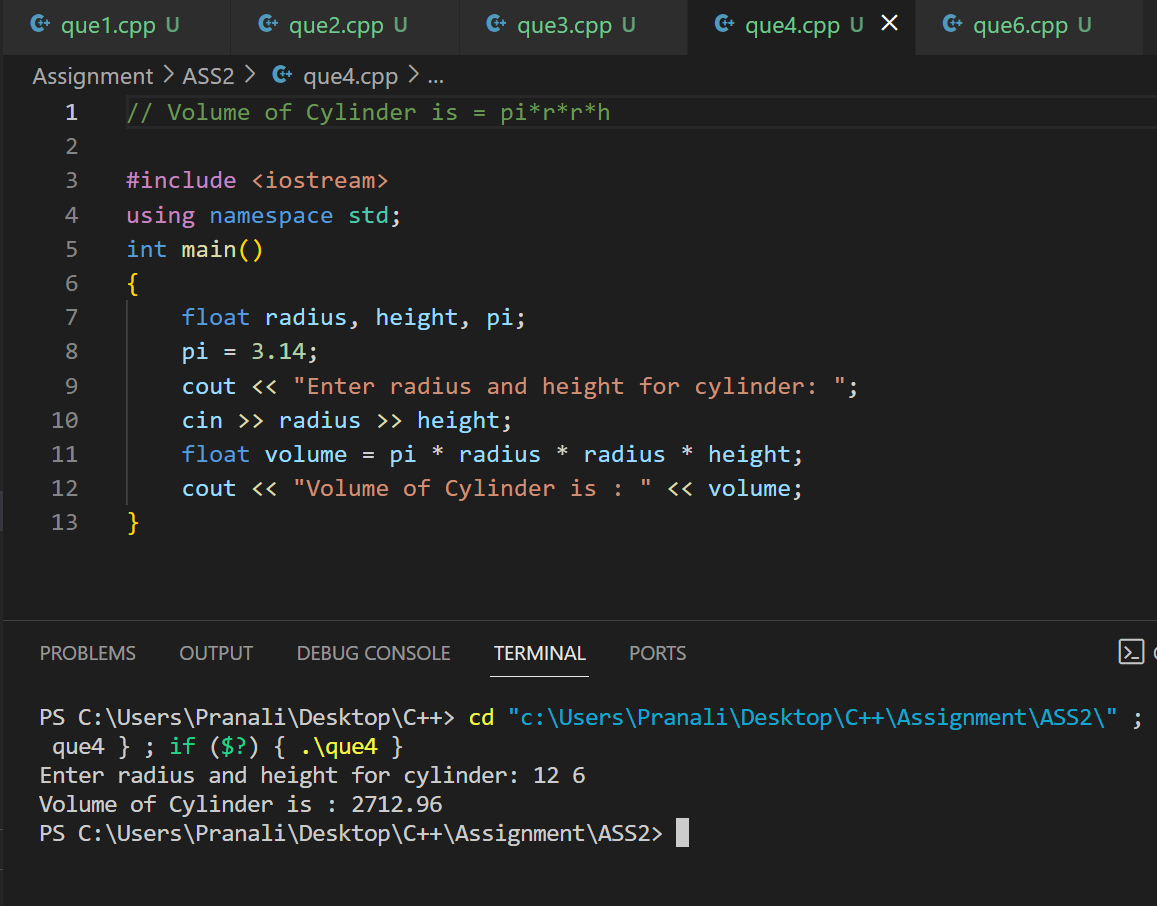 que1.cpp U que2.cpp U que3.cpp U que4.cpp U que6.cpp U
Assignment > ASS2 > que4.cpp > ...
1 // Volume of Cylinder is = pi*r*r*h
2
3 #include <iostream>
4 using namespace std;
5 int main()
6 {
7     float radius, height, pi;
8     pi = 3.14;
9     cout << "Enter radius and height for cylinder: ";
10     cin >> radius >> height;
11     float volume = pi * radius * radius * height;
12     cout << "Volume of Cylinder is : " << volume;
13 }
PROBLEMS OUTPUT DEBUG CONSOLE TERMINAL PORTS
PS C:\Users\Pranali\Desktop\C++> cd "c:\Users\Pranali\Desktop\C++\Assignment\ASS2\" ;
 que4 } ; if ($?) { .\que4 }
Enter radius and height for cylinder: 12 6
Volume of Cylinder is : 2712.96
PS C:\Users\Pranali\Desktop\C++\Assignment\ASS2>